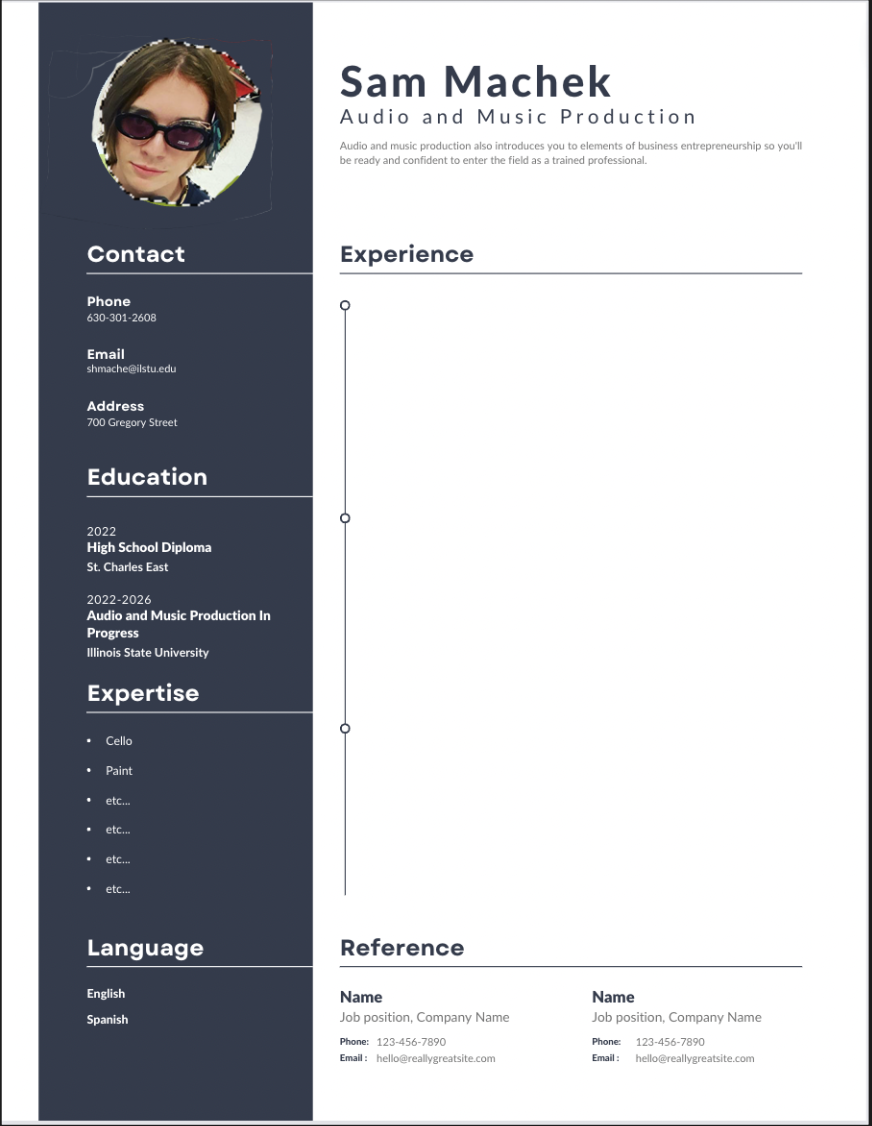 Sam Machek
Audio and Music Production
Audio and music production also introduces you to elements of business entrepreneurship so you'll
be ready and confident to enter the field as a trained professional.
Contact
Phone
630-301-2608
Email
shmache@ilstu.edu
Address
700 Gregory Street
Education
2022
High School Diploma
St. Charles East
2022-2026
Audio and Music Production In
Progress
Illinois State University
Expertise
• Cello
• Paint
• etc...
• etc...
• etc...
• etc...
Language
English
Spanish
Experience
Reference
Name
Job position, Company Name
Phone: 123-456-7890
Email : hello@reallygreatsite.com
Name
Job position, Company Name
Phone: 123-456-7890
Email : hello@reallygreatsite.com